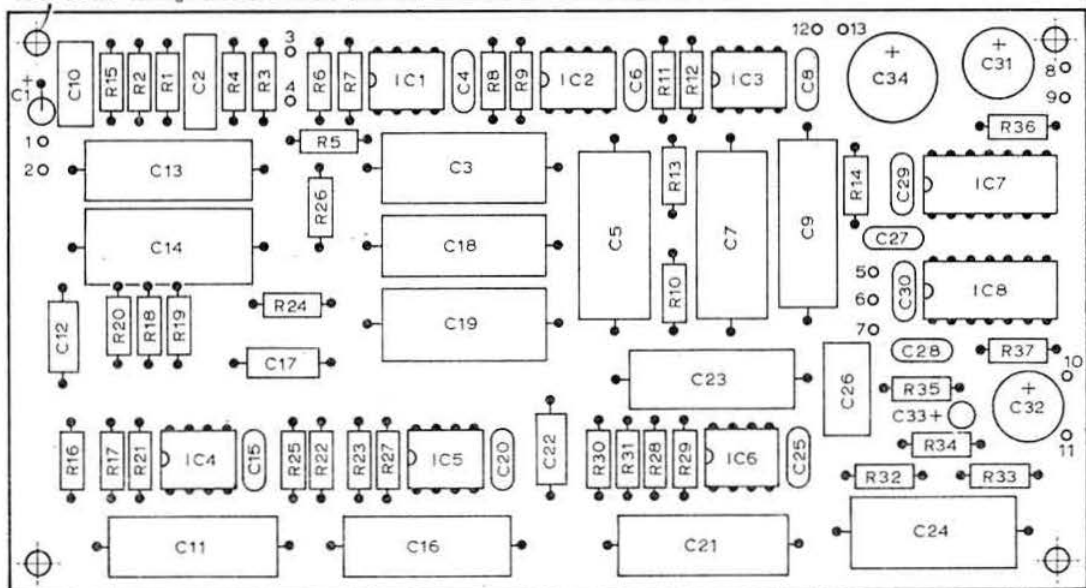 12 13
3
C10 R15 R2 R1 C2 R4 R3 R6 R7 IC1 C4 R8 R9 IC2 C6 R11 R12 IC3 C8 + C34 + C31
8
+ C1 4
9
1 R5 R36
2 C13 C3 R13 R14 C29 IC7
R26
C14 C18 C5 C7 C9 C27
5
R24 R10 6 C30 IC8
C12 R20 R18 R19 C19 7
C17 C28 R37
C23 C26 10
R35 + C32
C33 +
R34 11
R16 R17 R21 IC4 C15 R25 R22 R23 R27 IC5 C20 C22 R30 R31 R28 R29 IC6 C25
R32 R33
C11 C16 C21 C24